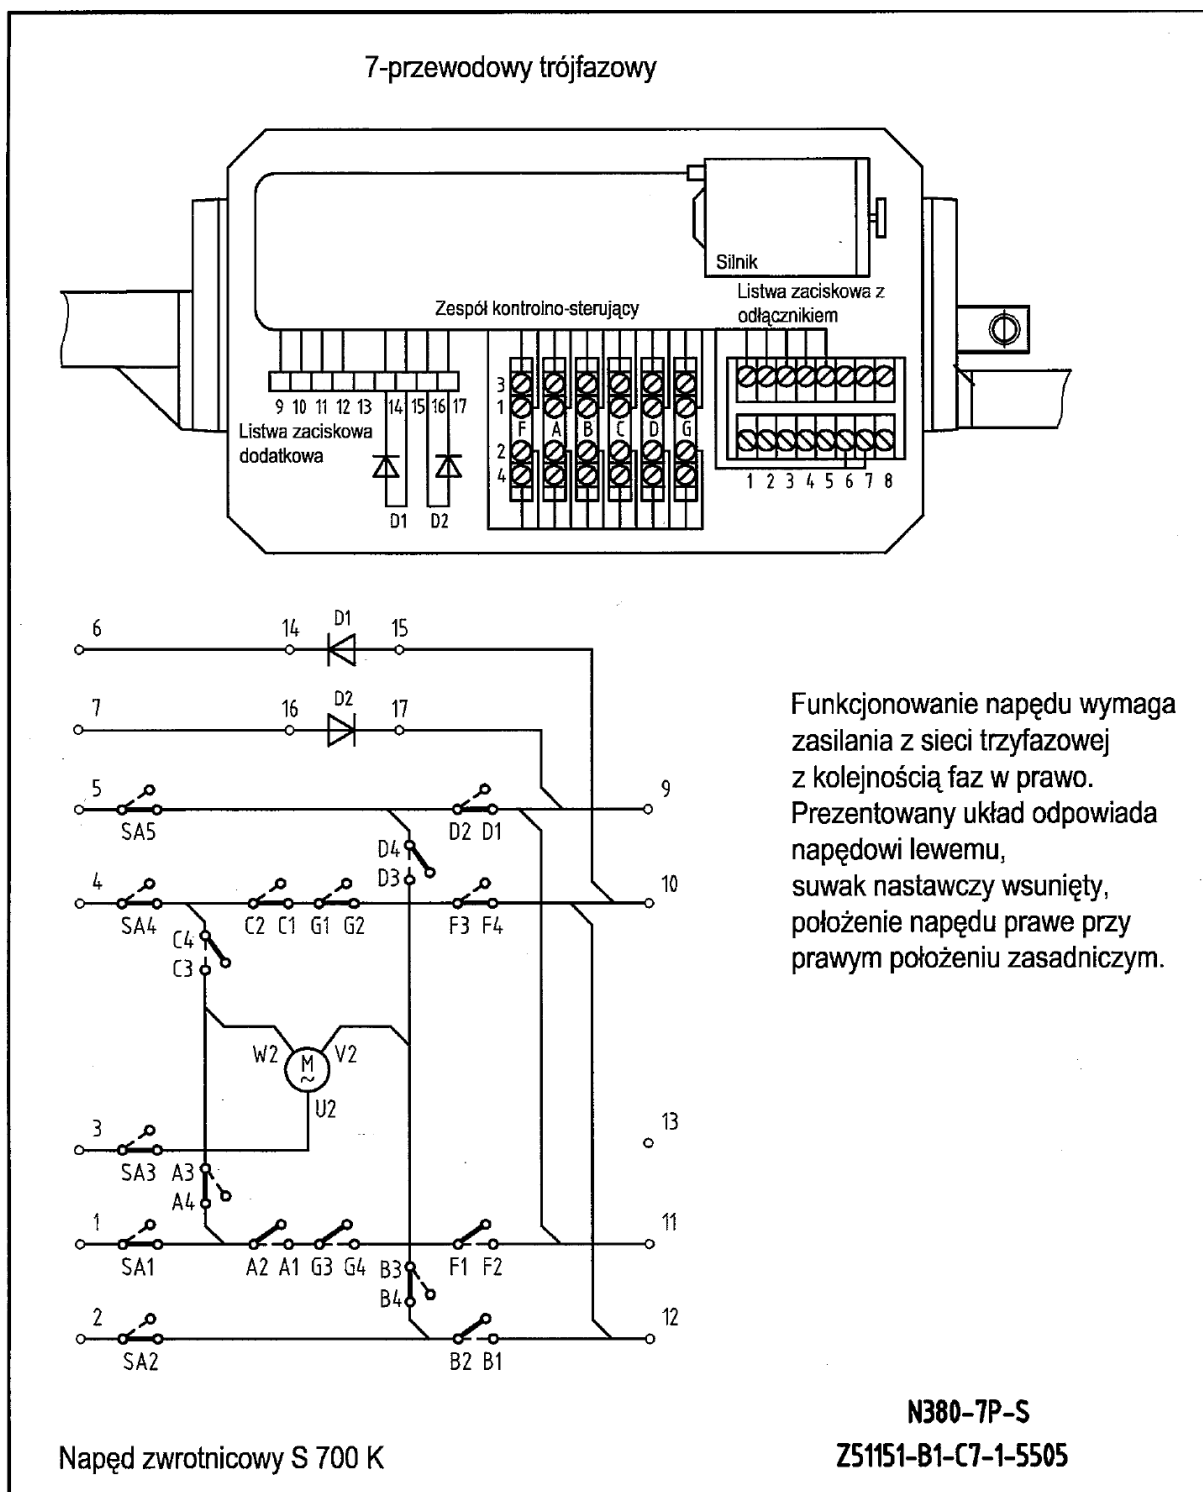 7-przewodowy trójfazowy
Silnik
Zespół kontrolno-sterujący
Listwa zaciskowa z
odłącznikiem
3
1
F A B C D G
2
4
9 10 11 12 13 14 15 16 17
Listwa zaciskowa
dodatkowa
D1 D2
1 2 3 4 5 6 7 8
6 14 D1 15
7 16 D2 17
5 9
SA5 D2 D1
D4
D3
4 10
SA4 C2 C1 G1 G2 F3 F4
C4
C3
W2 M V2
~
U2
3 13
SA3 A3
A4
1 11
SA1 A2 A1 G3 G4 F1 F2
B3
B4
2 12
SA2 B2 B1
Funkcjonowanie napędu wymaga
zasilania z sieci trzyfazowej
z kolejnością faz w prawo.
Prezentowany układ odpowiada
napędowi lewemu,
suwak nastawczy wsunięty,
położenie napędu prawe przy
prawym położeniu zasadniczym.
N380-7P-S
Napęd zwrotnicowy S 700 K
Z51151-B1-C7-1-5505